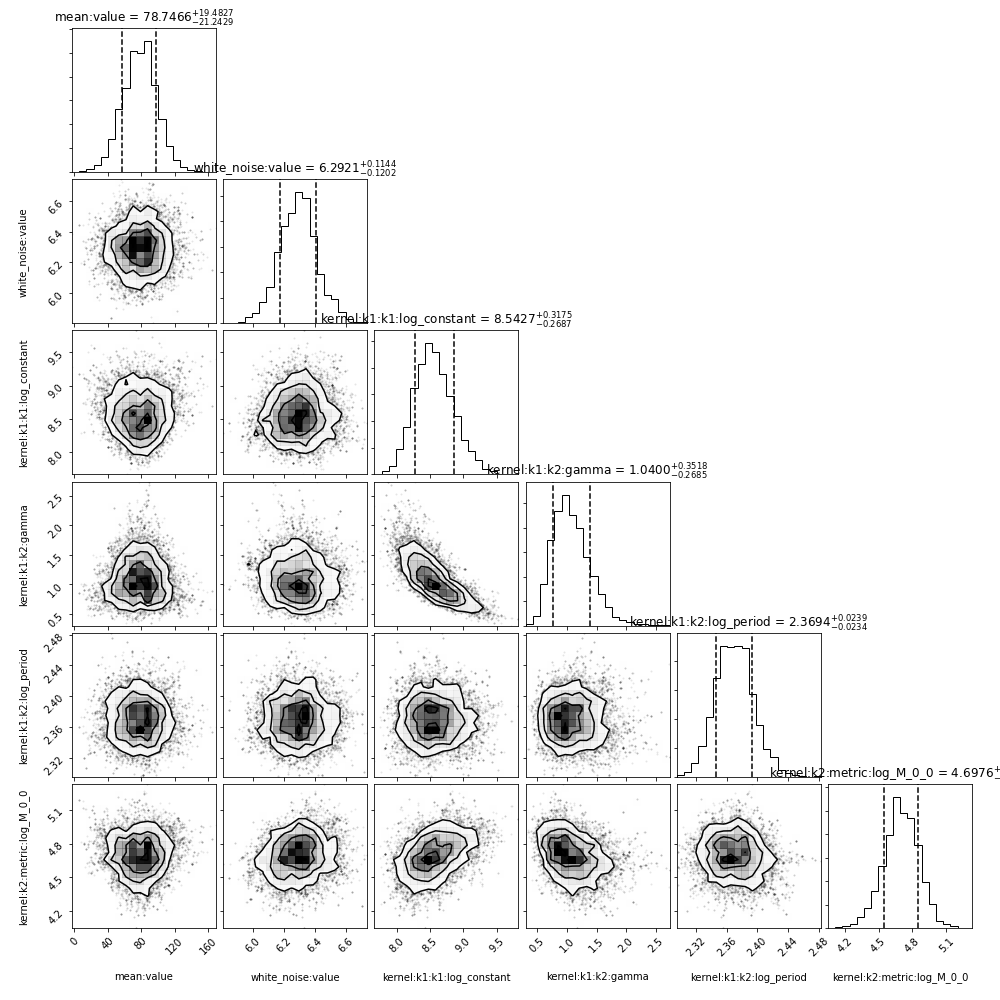 mean:value = 78.7466+19.4827−21.2429
white_noise:value = 6.2921+0.1144−0.1202
6.6
6.4
6.2
6.0
white_noise:value
kernel:k1:k1:log_constant = 8.5427+0.3175−0.2687
9.5
9.0
8.5
8.0
kernel:k1:k1:log_constant
kernel:k1:k2:gamma = 1.0400+0.3518−0.2685
2.5
2.0
1.5
1.0
0.5
kernel:k1:k2:gamma
kernel:k1:k2:log_period = 2.3694+0.0239−0.0234
2.48
2.44
2.40
2.36
2.32
kernel:k1:k2:log_period
kernel:k2:metric:log_M_0_0 = 4.6976+
5.1
4.8
4.5
4.2
kernel:k2:metric:log_M_0_0
0 40 80 120 160 6.0 6.2 6.4 6.6 8.0 8.5 9.0 9.5 0.5 1.0 1.5 2.0 2.5 2.32 2.36 2.40 2.44 2.48 4.2 4.5 4.8 5.1
mean:value white_noise:value kernel:k1:k1:log_constant kernel:k1:k2:gamma kernel:k1:k2:log_period kernel:k2:metric:log_M_0_0